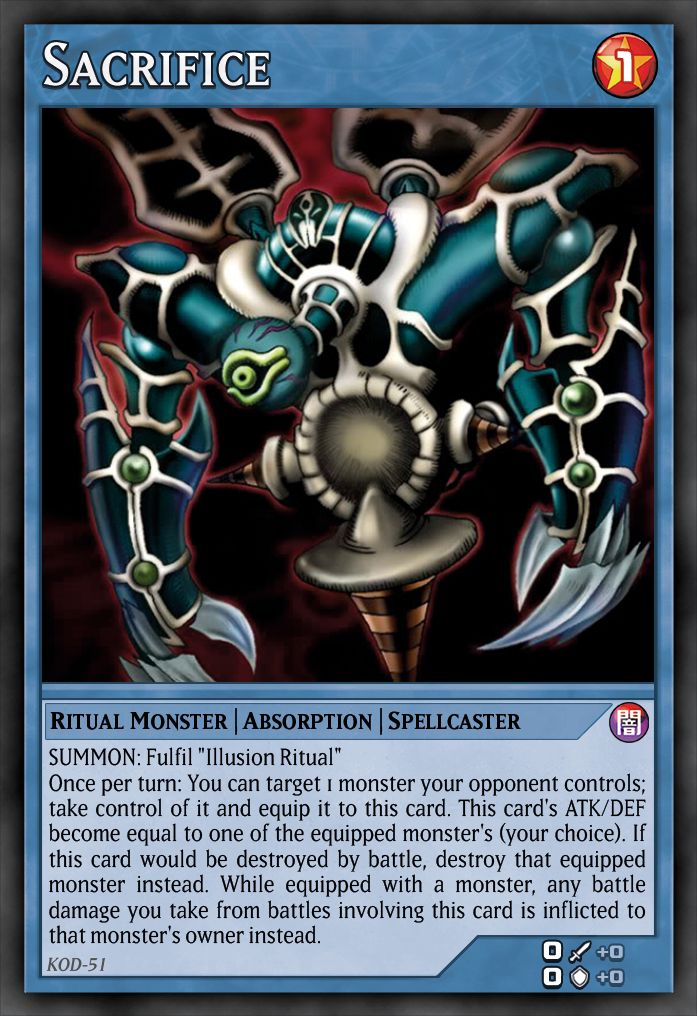 SACRIFICE
1
RITUAL MONSTER | ABSORPTION | SPELLCASTER
闇
SUMMON: Fulfil "Illusion Ritual"
Once per turn: You can target 1 monster your opponent controls;
take control of it and equip it to this card. This card's ATK/DEF
become equal to one of the equipped monster's (your choice). If
this card would be destroyed by battle, destroy that equipped
monster instead. While equipped with a monster, any battle
damage you take from battles involving this card is inflicted to
that monster's owner instead.
KOD-51
0 +0
0 +0